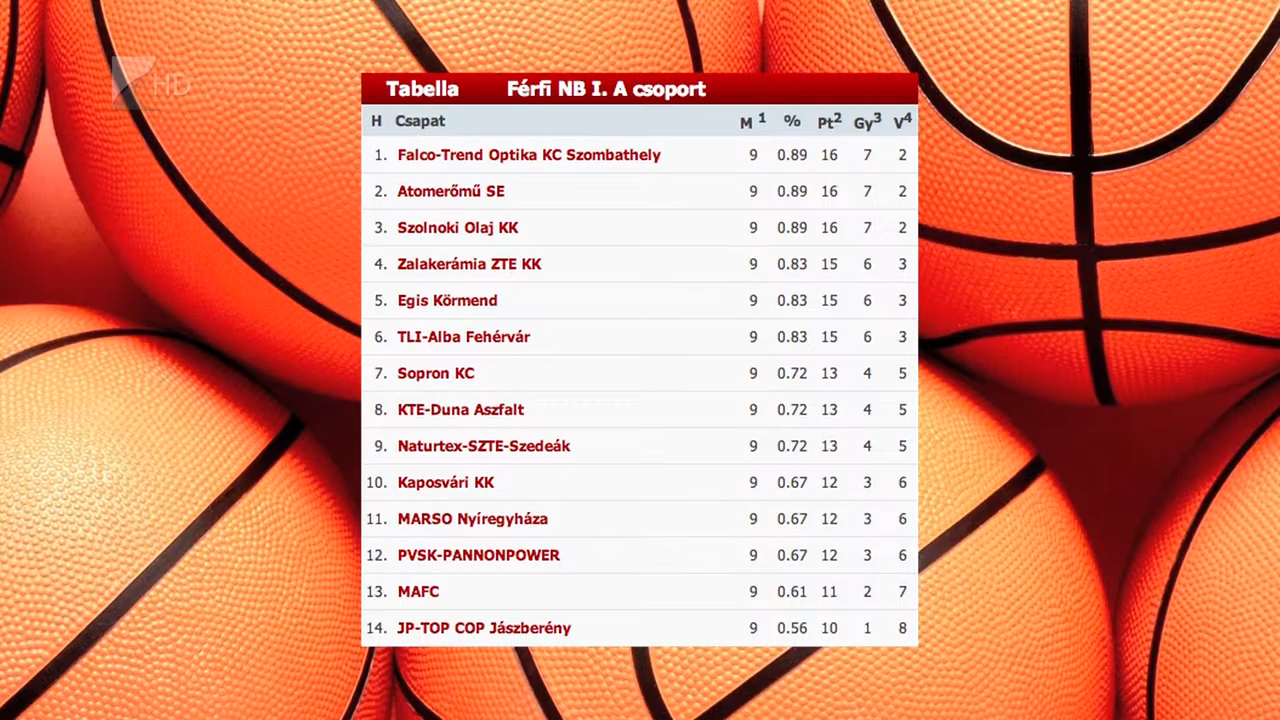 HD
Tabella Férfi NB I. A csoport
H Csapat M 1 % Pt2 Gy3 V4
1. Falco-Trend Optika KC Szombathely 9 0.89 16 7 2
2. Atomerőmű SE 9 0.89 16 7 2
3. Szolnoki Olaj KK 9 0.89 16 7 2
4. Zalakerámia ZTE KK 9 0.83 15 6 3
5. Egis Körmend 9 0.83 15 6 3
6. TLI-Alba Fehérvár 9 0.83 15 6 3
7. Sopron KC 9 0.72 13 4 5
8. KTE-Duna Aszfalt 9 0.72 13 4 5
9. Naturtex-SZTE-Szedeák 9 0.72 13 4 5
10. Kaposvári KK 9 0.67 12 3 6
11. MARSO Nyíregyháza 9 0.67 12 3 6
12. PVSK-PANNONPOWER 9 0.67 12 3 6
13. MAFC 9 0.61 11 2 7
14. JP-TOP COP Jászberény 9 0.56 10 1 8